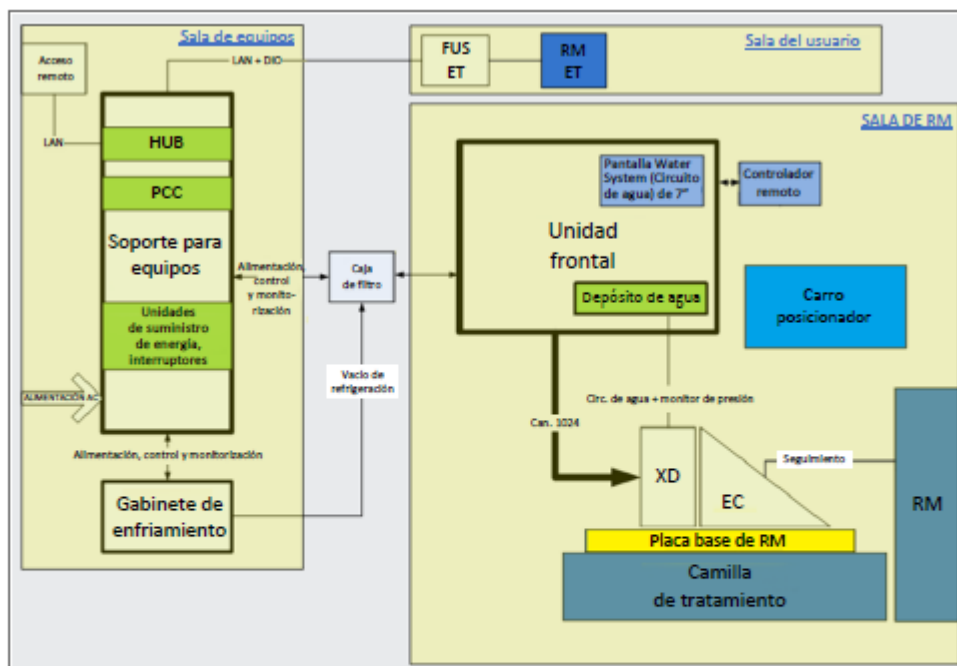 Sala de equipos
Acceso
remoto
LAN + DIO
LAN
HUB
PCC
Soporte para
equipos
Unidades
de suministro
de energía,
interruptores
ALIMENTACIÓN AC
Alimentación,
control
y monito-
rización
Alimentación, control y monitorización
Gabinete de
enfriamiento
Caja
de filtro
Vacío de
refrigeración
FUS
ET
RM
ET
Sala del usuario
SALA DE RM
Pantalla Water
System (Circuito
de agua) de 7"
Controlador
remoto
Unidad
frontal
Depósito de agua
Carro
posicionador
Circ. de agua + monitor de presión
Can. 1024
XD
EC
Seguimiento
RM
Placa base de RM
Camilla
de tratamiento